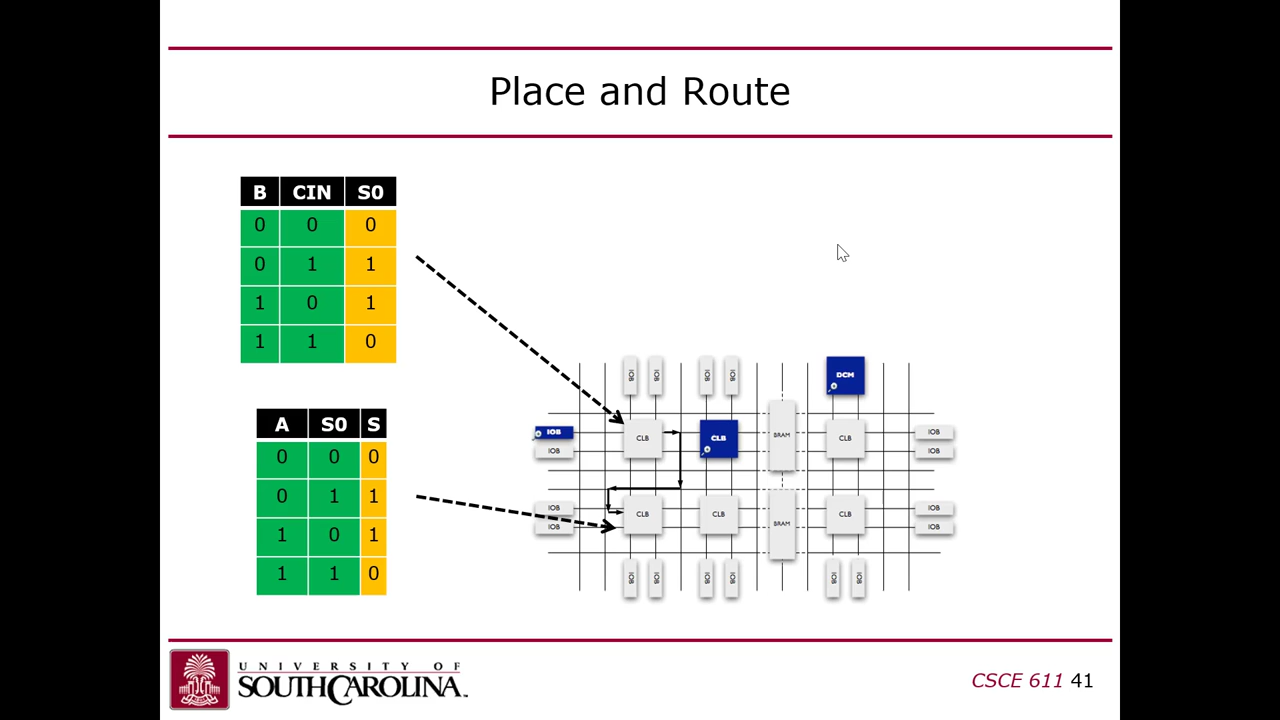 Place and Route
B CIN S0
0 0 0
0 1 1
1 0 1
1 1 0
A S0 S
0 0 0
0 1 1
1 0 1
1 1 0
IOB IOB IOB IOB DCM
IOB CLB CLB BRAM CLB IOB
IOB IOB
IOB CLB CLB BRAM CLB IOB
IOB IOB
IOB IOB IOB IOB IOB IOB
UNIVERSITY OF
SOUTH CAROLINA
CSCE 611 41